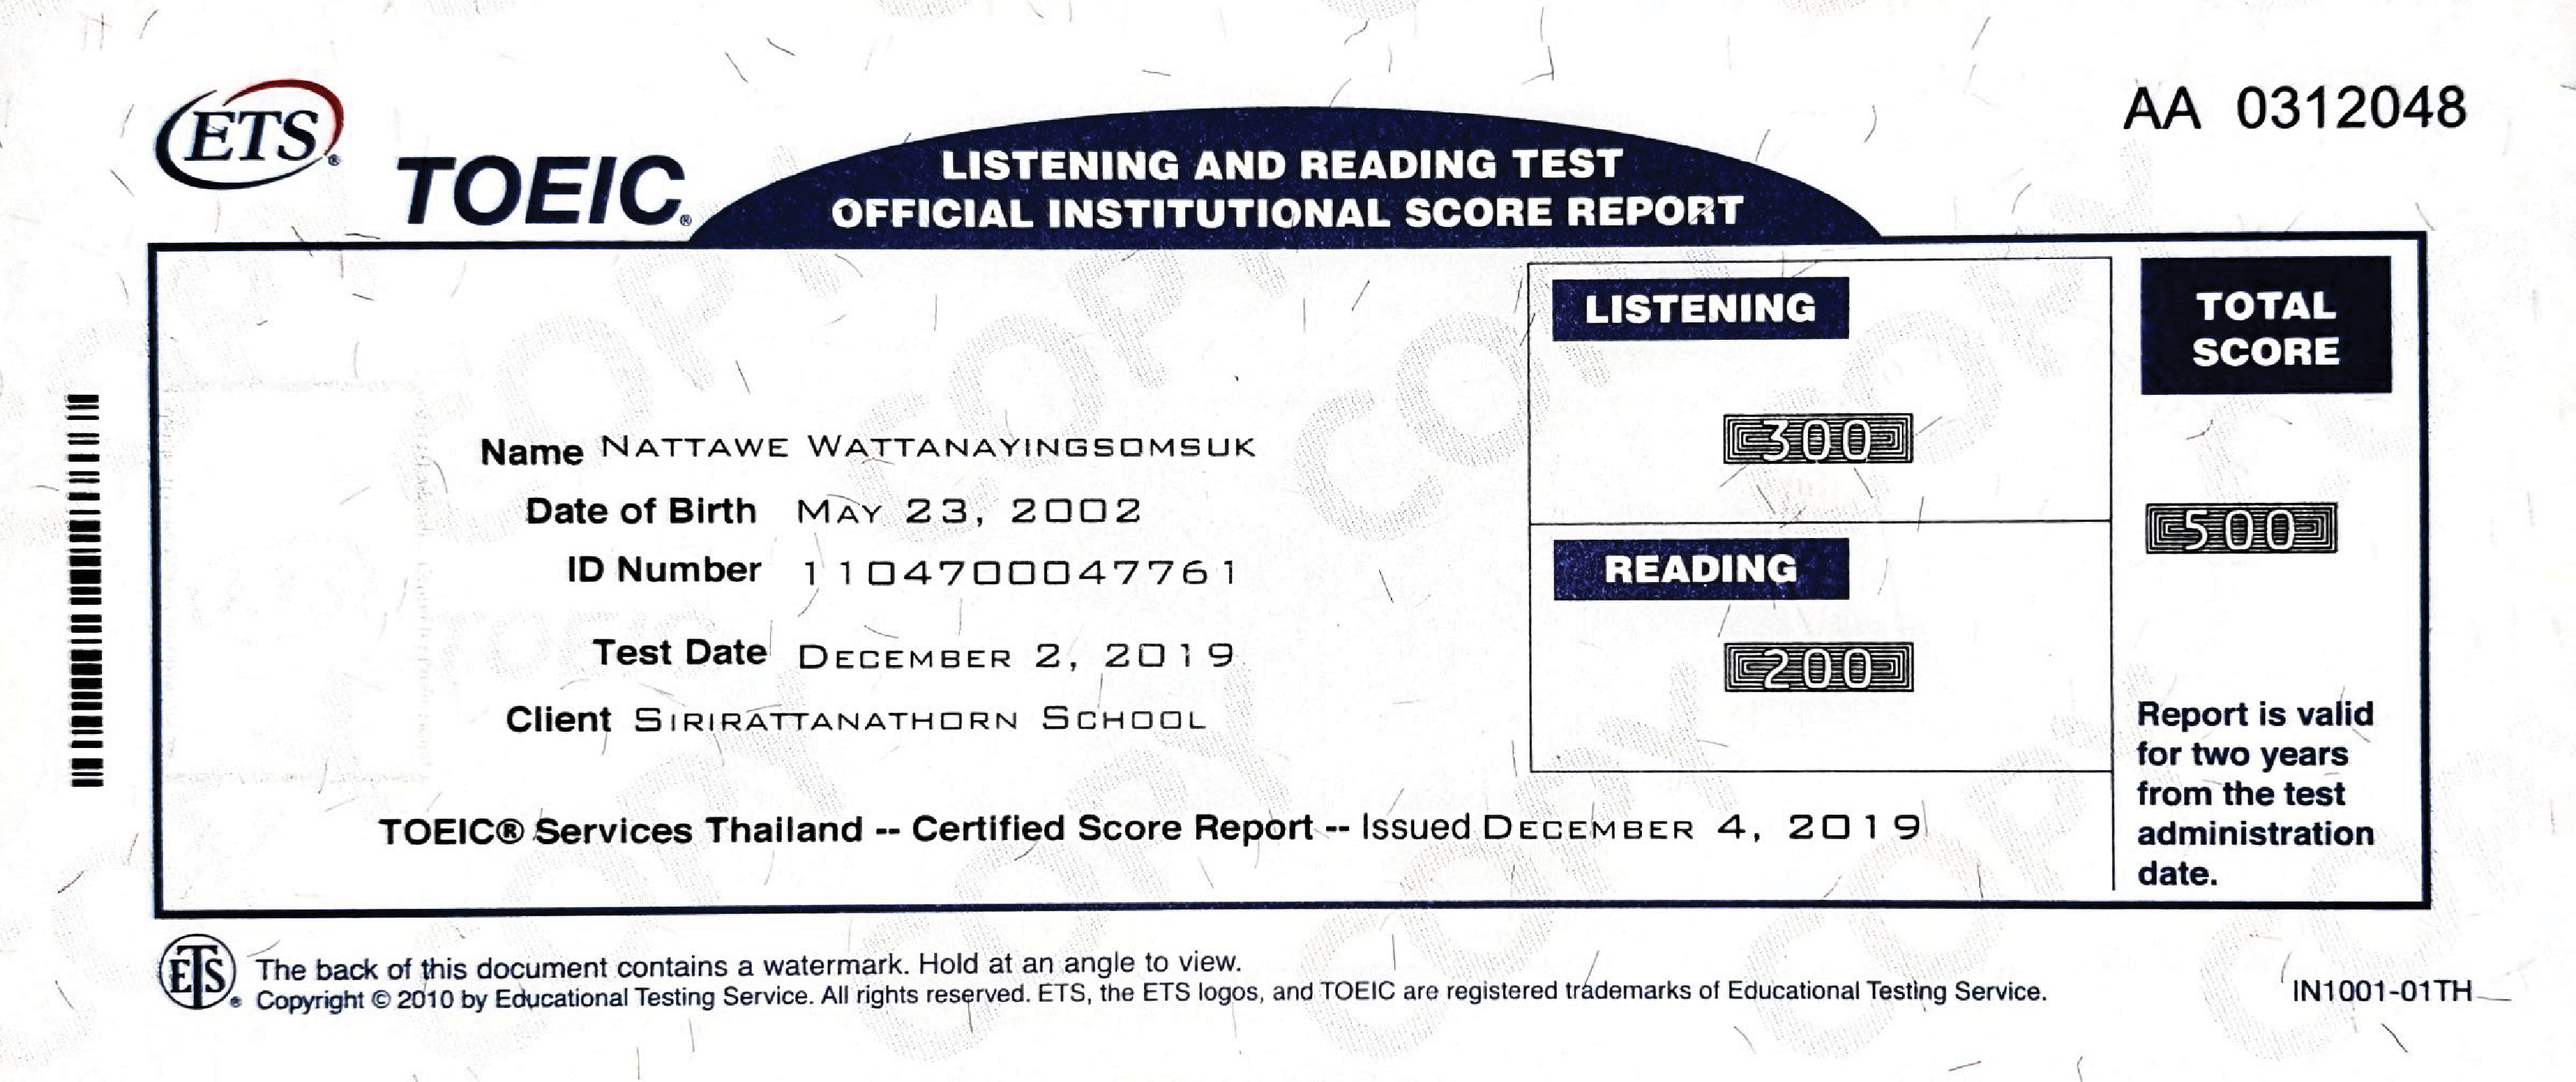 ETS®
TOEIC®
LISTENING AND READING TEST
OFFICIAL INSTITUTIONAL SCORE REPORT
AA 0312048
LISTENING
300
READING
200
TOTAL
SCORE
500
Name NATTAWE WATTANAYINGSOMSUK
Date of Birth MAY 23, 2002
ID Number 1104700047761
Test Date DECEMBER 2, 2019
Client SIRIRATTANATHORN SCHOOL
Report is valid
for two years
from the test
administration
date.
TOEIC® Services Thailand -- Certified Score Report -- Issued DECEMBER 4, 2019
ETS®
The back of this document contains a watermark. Hold at an angle to view.
Copyright © 2010 by Educational Testing Service. All rights reserved. ETS, the ETS logos, and TOEIC are registered trademarks of Educational Testing Service.
IN1001-01TH
COPY
COPY
COPY
COPY